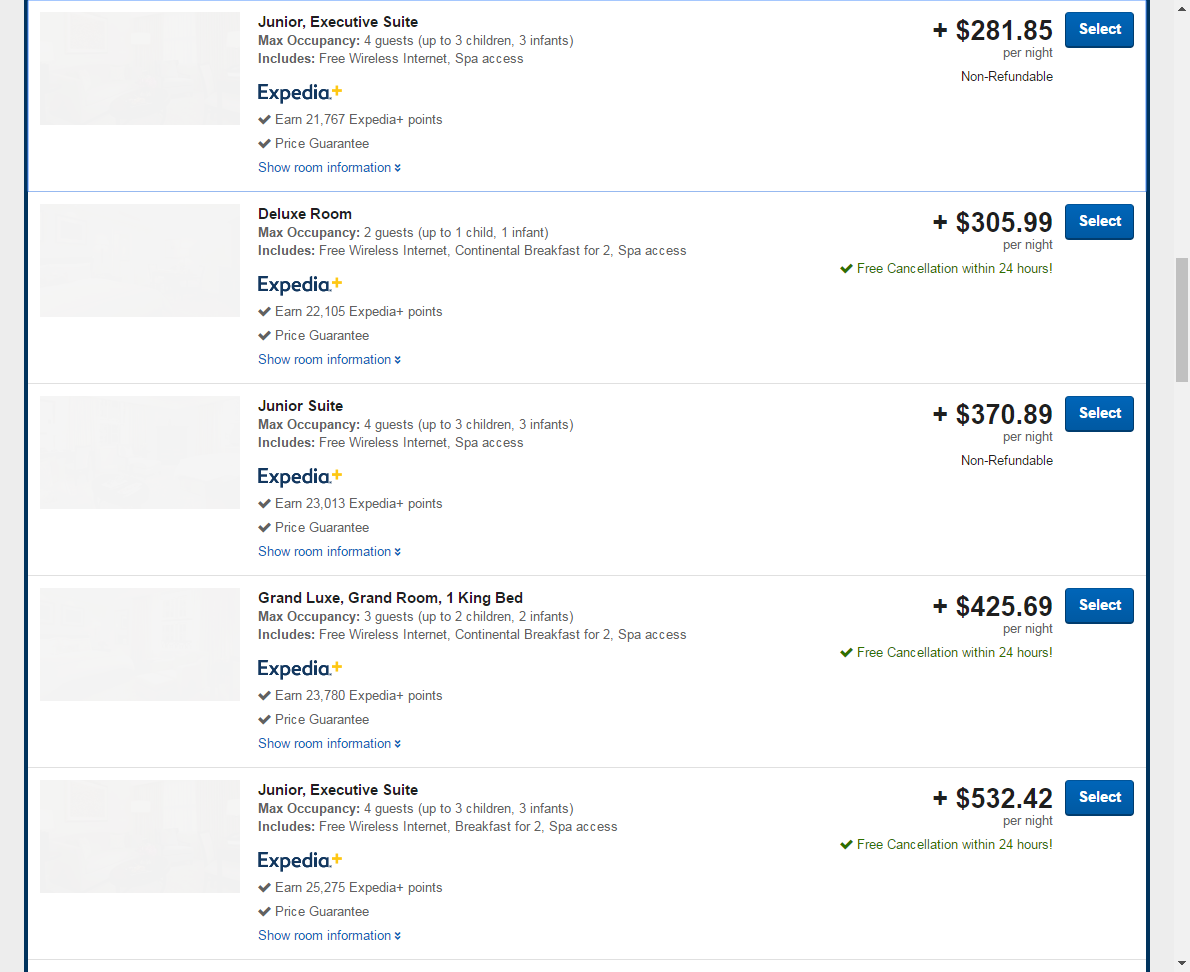 Junior, Executive Suite
Max Occupancy: 4 guests (up to 3 children, 3 infants)
Includes: Free Wireless Internet, Spa access
Expedia+
Earn 21,767 Expedia+ points
Price Guarantee
Show room information
+ $281.85
per night
Non-Refundable
Select
Deluxe Room
Max Occupancy: 2 guests (up to 1 child, 1 infant)
Includes: Free Wireless Internet, Continental Breakfast for 2, Spa access
Expedia+
Earn 22,105 Expedia+ points
Price Guarantee
Show room information
+ $305.99
per night
Free Cancellation within 24 hours!
Select
Junior Suite
Max Occupancy: 4 guests (up to 3 children, 3 infants)
Includes: Free Wireless Internet, Spa access
Expedia+
Earn 23,013 Expedia+ points
Price Guarantee
Show room information
+ $370.89
per night
Non-Refundable
Select
Grand Luxe, Grand Room, 1 King Bed
Max Occupancy: 3 guests (up to 2 children, 2 infants)
Includes: Free Wireless Internet, Continental Breakfast for 2, Spa access
Expedia+
Earn 23,780 Expedia+ points
Price Guarantee
Show room information
+ $425.69
per night
Free Cancellation within 24 hours!
Select
Junior, Executive Suite
Max Occupancy: 4 guests (up to 3 children, 3 infants)
Includes: Free Wireless Internet, Breakfast for 2, Spa access
Expedia+
Earn 25,275 Expedia+ points
Price Guarantee
Show room information
+ $532.42
per night
Free Cancellation within 24 hours!
Select